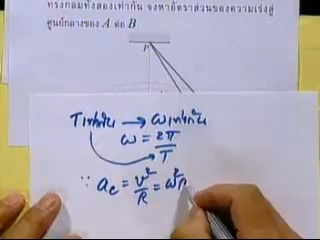 ทรงกลมทั้งสองเท่ากัน จงหาอัตราส่วนของความเร่งสู่
ศูนย์กลางของ A ต่อ B
P
T เท่ากัน → ω เท่ากัน
ω = 2π/T
∵ a_c = v²/R = ω²R